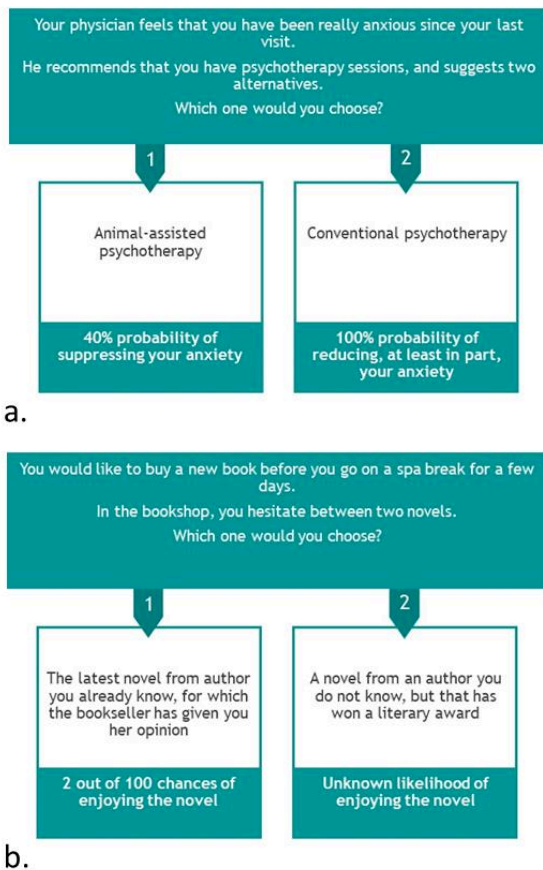 Your physician feels that you have been really anxious since your last
visit.
He recommends that you have psychotherapy sessions, and suggests two
alternatives.
Which one would you choose?
1
2
Animal-assisted
psychotherapy
Conventional psychotherapy
40% probability of
suppressing your anxiety
100% probability of
reducing, at least in part,
your anxiety
a.
You would like to buy a new book before you go on a spa break for a few
days.
In the bookshop, you hesitate between two novels.
Which one would you choose?
1
2
The latest novel from author
you already know, for which
the bookseller has given you
her opinion
A novel from an author you
do not know, but that has
won a literary award
2 out of 100 chances of
enjoying the novel
Unknown likelihood of
enjoying the novel
b.